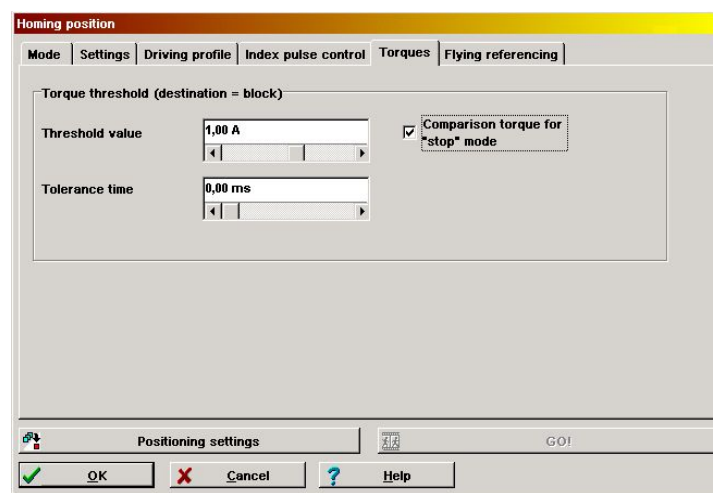 Homing position
Mode Settings Driving profile Index pulse control Torques Flying referencing
Torque threshold (destination = block)
Threshold value
1,00 A
Comparison torque for
"stop" mode
Tolerance time
0,00 ms
Positioning settings
GO!
OK Cancel ? Help